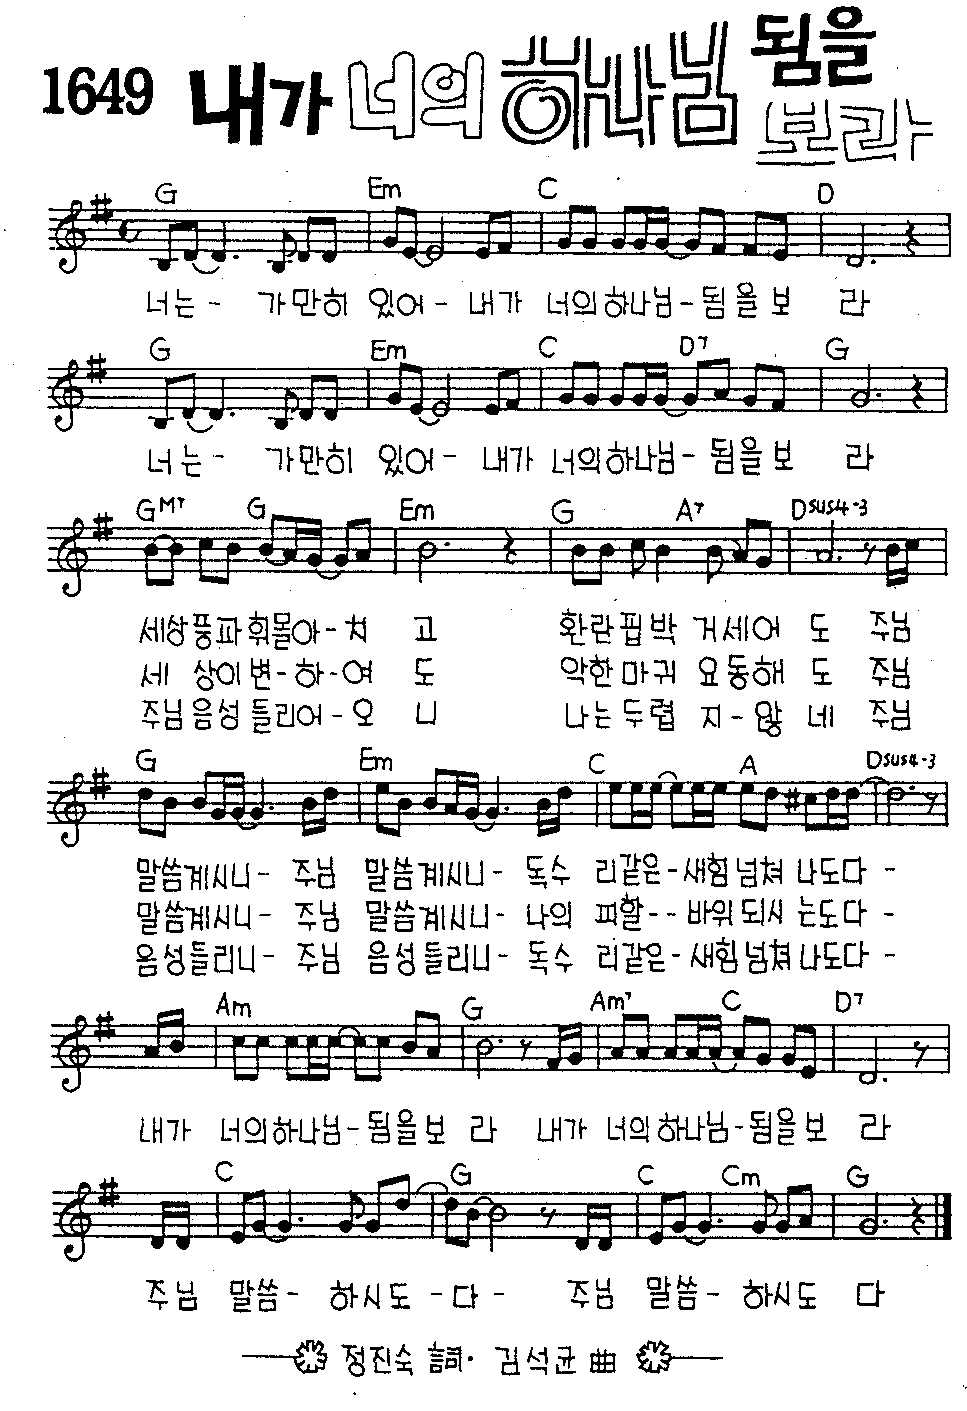 1649 내가 너의 하나님 됨을 보라
G Em C D
너는- 가만히 있어- 내가 너의하나님-됨을보 라
G Em C D7 G
너는- 가만히 있어- 내가 너의하나님- 됨을보 라
GM7 G Em G A7 Dsus4-3
세상풍파휘몰아-쳐 고 환란핍박 거세어 도 주님
세 상이변-하-여 도 악한마귀 요동해 도 주님
주님음성 들리어-오 니 나는두렵 지-않 네 주님
G Em C A Dsus4-3
말씀계시니- 주님 말씀계시니- 독수 리같은-새힘넘쳐 나도다-
말씀계시니- 주님 말씀계시니- 나의 피할-- 바위되시 는도다-
음성들리니- 주님 음성들리니- 독수 리같은-새힘넘쳐나도다-
Am G Am7 C D7
내가 너의하나님-됨을보 라 내가 너의하나님-됨을보 라
C G C Cm G
주님 말씀- 하시도-다- 주님 말씀- 하시도 다
정진숙 詞· 김석균 曲